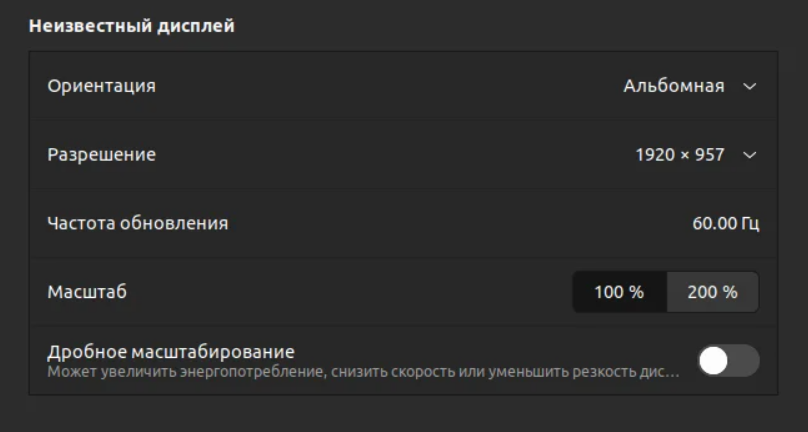 Неизвестный дисплей
Ориентация Альбомная
Разрешение 1920 × 957
Частота обновления 60.00 Гц
Масштаб 100 % 200 %
Дробное масштабирование
Может увеличить энергопотребление, снизить скорость или уменьшить резкость дис...